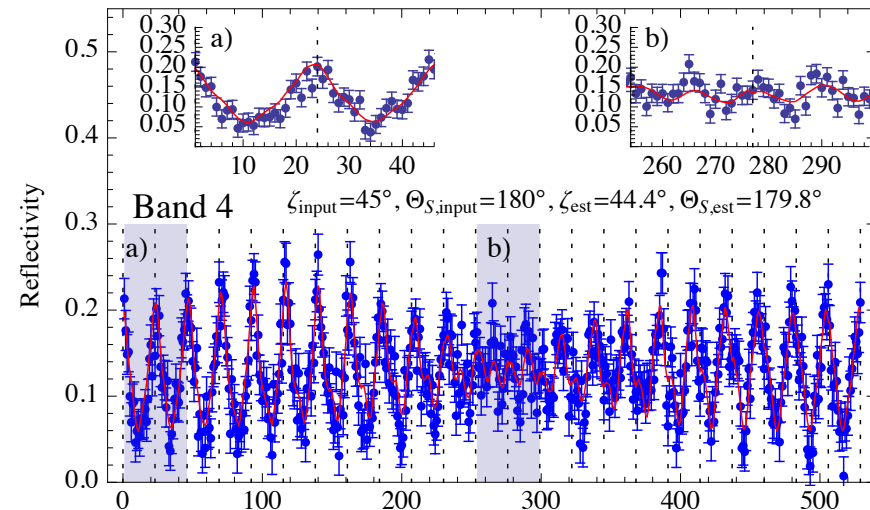 0.5
0.4
0.3
0.2
0.1
0.0
Reflectivity
0.30
0.25
0.20
0.15
0.10
0.05
a)
10 20 30 40
0.30
0.25
0.20
0.15
0.10
0.05
b)
260 270 280 290
Band 4
ζinput=45°, ΘS,input=180°, ζest=44.4°, ΘS,est=179.8°
a)
b)
0 100 200 300 400 500